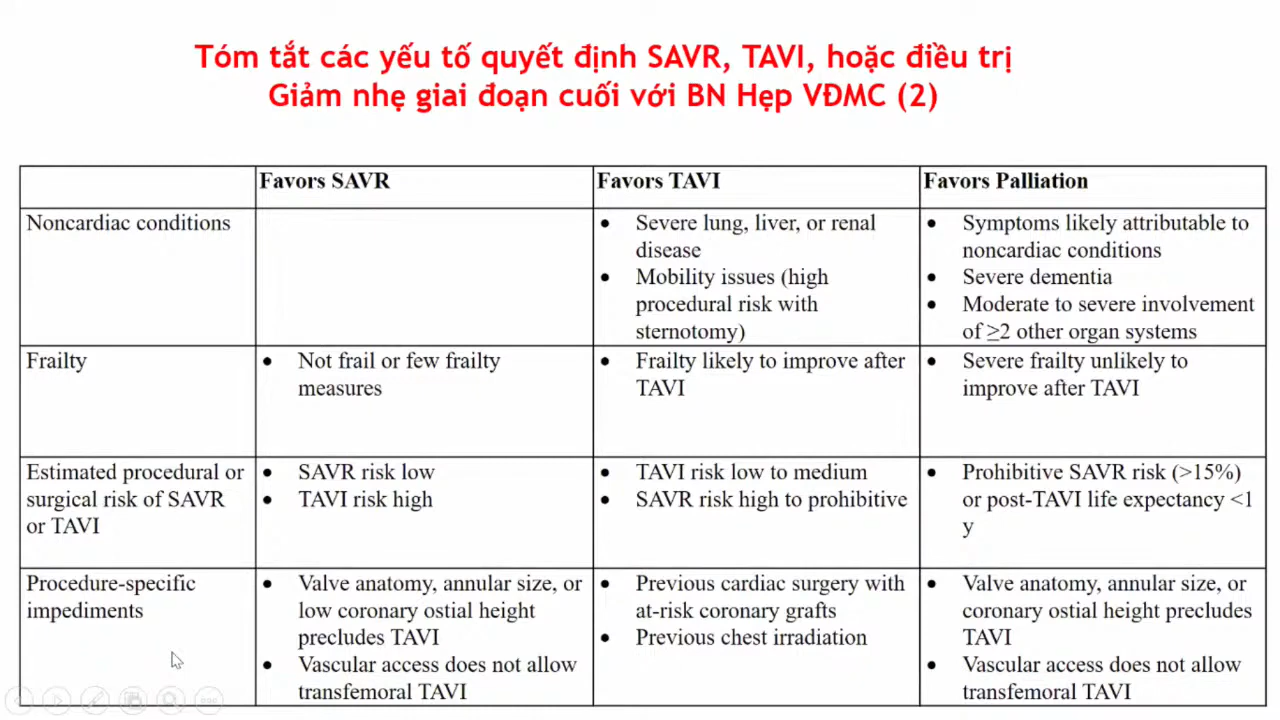 Tóm tắt các yếu tố quyết định SAVR, TAVI, hoặc điều trị
Giảm nhẹ giai đoạn cuối với BN Hẹp VĐMC (2)
Favors SAVR
Favors TAVI
Favors Palliation
Noncardiac conditions
• Severe lung, liver, or renal
disease
• Mobility issues (high
procedural risk with
sternotomy)
• Symptoms likely attributable to
noncardiac conditions
• Severe dementia
• Moderate to severe involvement
of ≥2 other organ systems
Frailty
• Not frail or few frailty
measures
• Frailty likely to improve after
TAVI
• Severe frailty unlikely to
improve after TAVI
Estimated procedural or
surgical risk of SAVR
or TAVI
• SAVR risk low
• TAVI risk high
• TAVI risk low to medium
• SAVR risk high to prohibitive
• Prohibitive SAVR risk (>15%)
or post-TAVI life expectancy <1
y
Procedure-specific
impediments
• Valve anatomy, annular size, or
low coronary ostial height
precludes TAVI
• Vascular access does not allow
transfemoral TAVI
• Previous cardiac surgery with
at-risk coronary grafts
• Previous chest irradiation
• Valve anatomy, annular size, or
coronary ostial height precludes
TAVI
• Vascular access does not allow
transfemoral TAVI